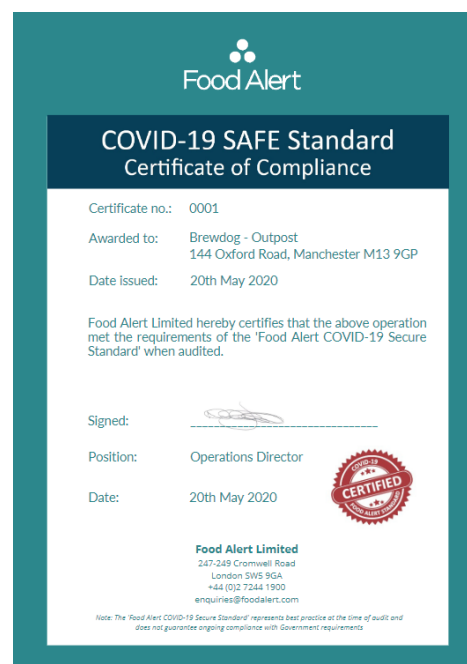 Food Alert
COVID-19 SAFE Standard
Certificate of Compliance
Certificate no.: 0001
Awarded to: Brewdog - Outpost
144 Oxford Road, Manchester M13 9GP
Date issued: 20th May 2020
Food Alert Limited hereby certifies that the above operation
met the requirements of the 'Food Alert COVID-19 Secure
Standard' when audited.
Signed:
Position: Operations Director
COVID-19
CERTIFIED
FOOD ALERT STANDARD
Date: 20th May 2020
Food Alert Limited
247-249 Cromwell Road
London SW5 9GA
+44 (0)2 7244 1900
enquiries@foodalert.com
Note: The 'Food Alert COVID-19 Secure Standard' represents best practice at the time of audit and
does not guarantee ongoing compliance with Government requirements